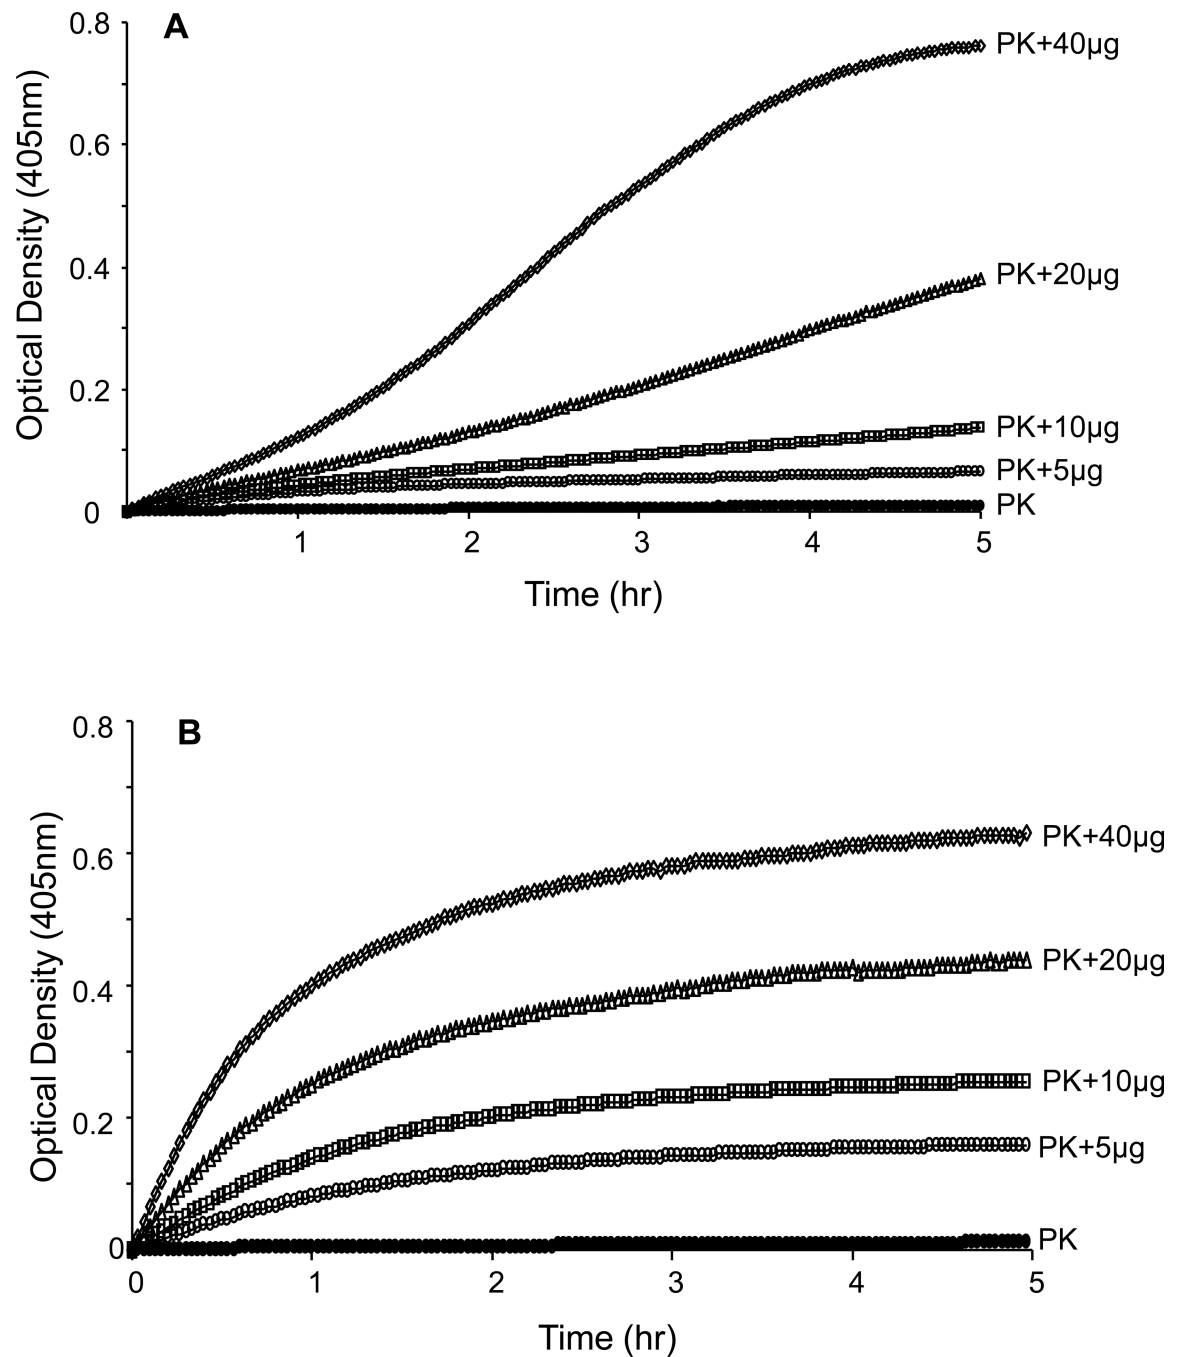 A
0.8
0.6
0.4
0.2
0
Optical Density (405nm)
PK+40µg
PK+20µg
PK+10µg
PK+5µg
PK
1 2 3 4 5
Time (hr)
B
0.8
0.6
0.4
0.2
0
Optical Density (405nm)
PK+40µg
PK+20µg
PK+10µg
PK+5µg
PK
0 1 2 3 4 5
Time (hr)